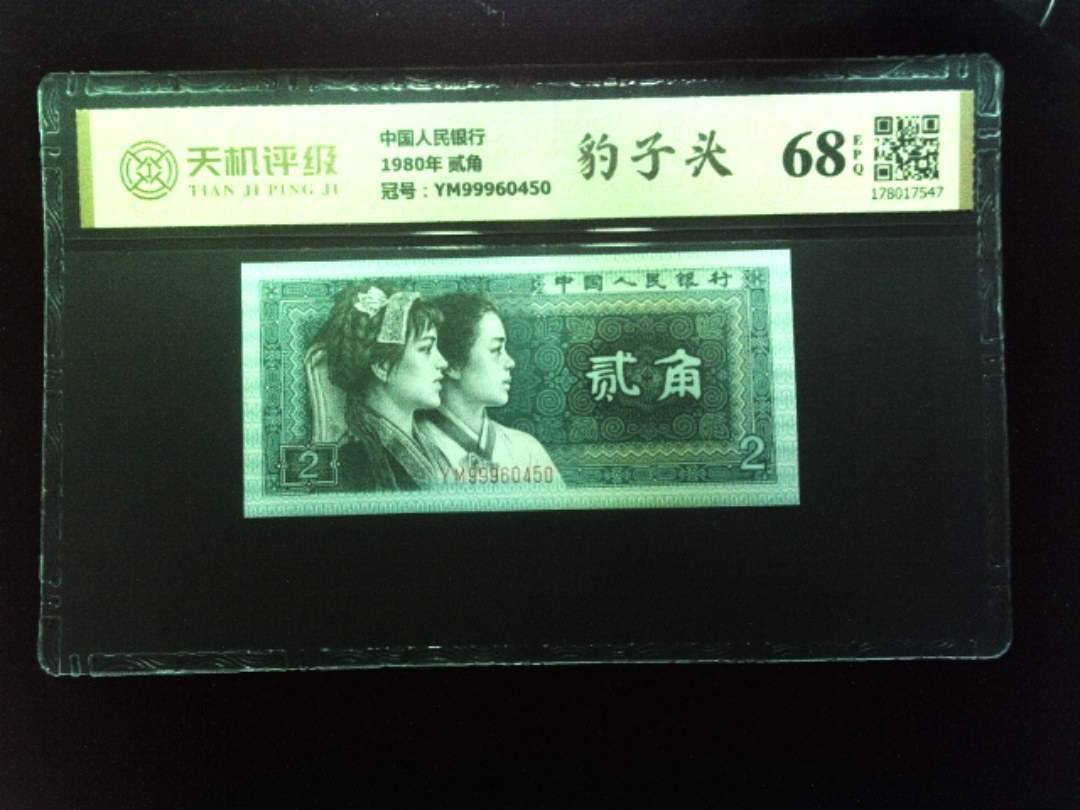 天机评级
TIAN JI PING JI
中国人民银行
1980年 贰角
冠号：YM99960450
豹子头
68
EPQ
178017547
中国人民银行
贰角
2
2
YM99960450